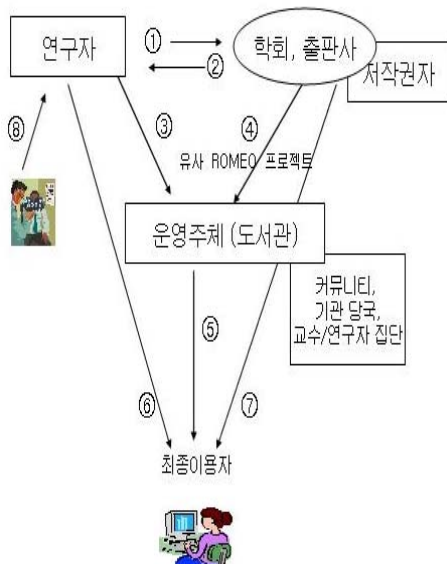 연구자
①
②
학회, 출판사
저작권자
③
④
⑧
유사 ROMEO 프로젝트
운영주체 (도서관)
커뮤니티,
기관 당국,
교수/연구자 집단
⑤
⑥
⑦
최종이용자